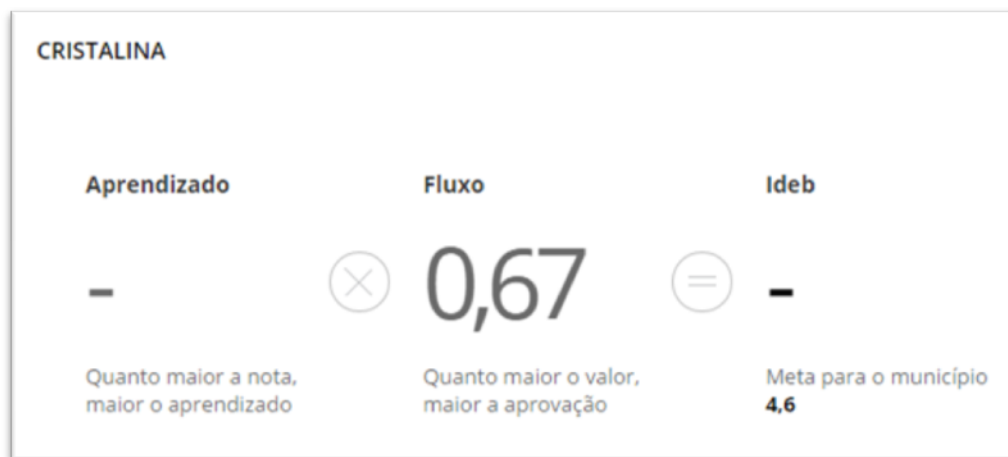 CRISTALINA
Aprendizado
Fluxo
Ideb
-
0,67
-
Quanto maior a nota,
maior o aprendizado
Quanto maior o valor,
maior a aprovação
Meta para o município
4,6